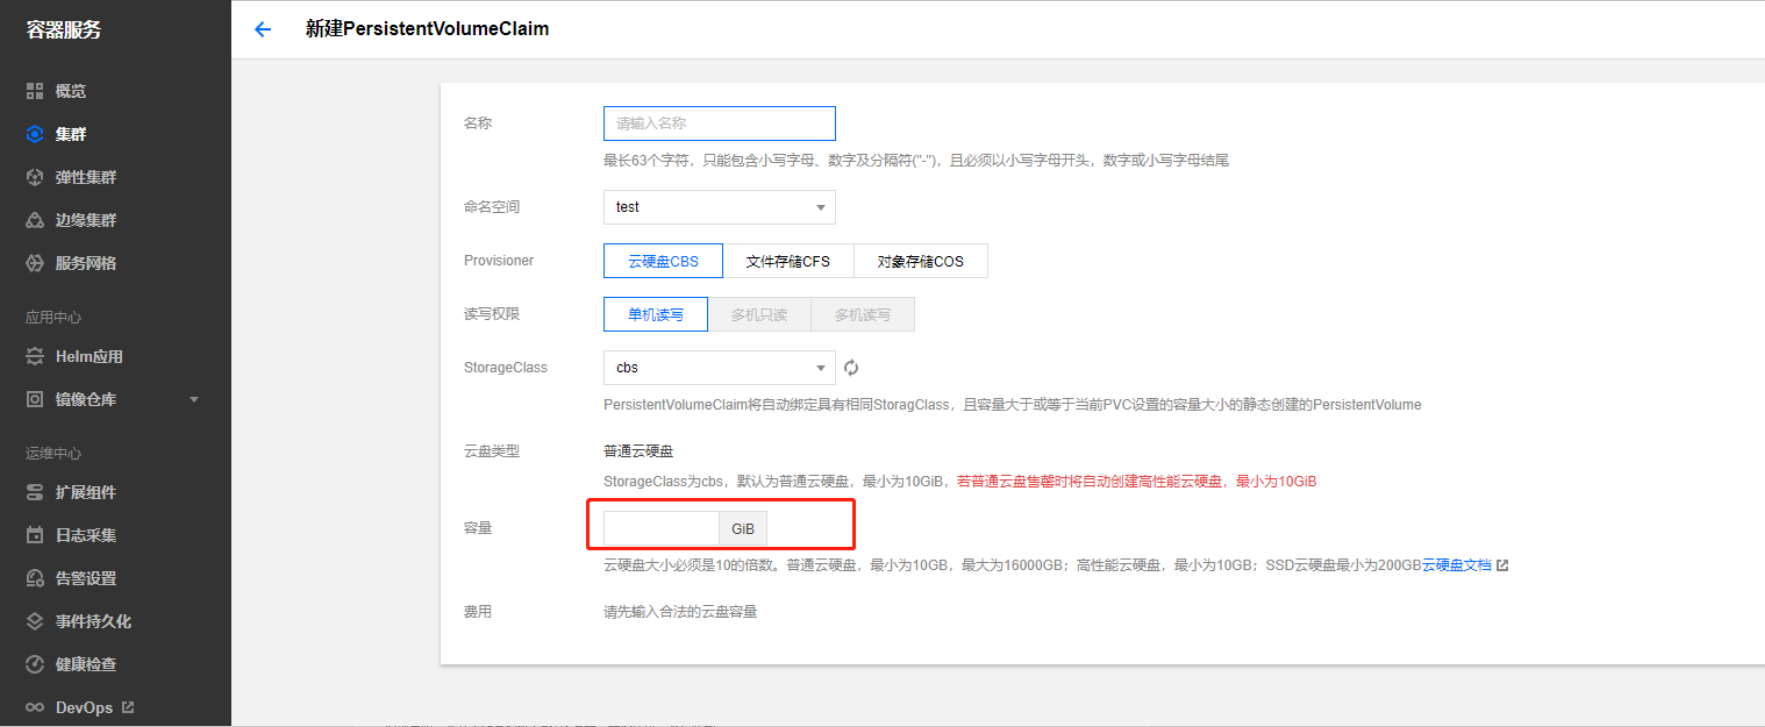 容器服务
新建PersistentVolumeClaim
概览
集群
弹性集群
边缘集群
服务网格
应用中心
Helm应用
镜像仓库
运维中心
扩展组件
日志采集
告警设置
事件持久化
健康检查
DevOps
名称
请输入名称
最长63个字符，只能包含小写字母、数字及分隔符("-")，且必须以小写字母开头，数字或小写字母结尾
命名空间
test
Provisioner
云硬盘CBS 文件存储CFS 对象存储COS
读写权限
单机读写 多机只读 多机读写
StorageClass
cbs
PersistentVolumeClaim将自动绑定具有相同StoragClass，且容量大于或等于当前PVC设置的容量大小的静态创建的PersistentVolume
云盘类型
普通云硬盘
StorageClass为cbs，默认为普通云硬盘，最小为10GiB，若普通云盘售罄时将自动创建高性能云硬盘，最小为10GiB
容量
GiB
云硬盘大小必须是10的倍数。普通云硬盘，最小为10GB，最大为16000GB；高性能云硬盘，最小为10GB；SSD云硬盘最小为200GB云硬盘文档
费用
请先输入合法的云盘容量